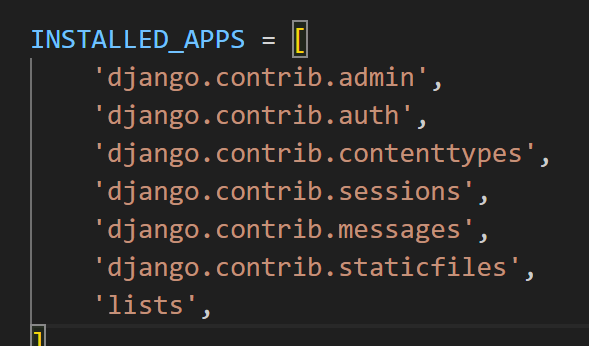 INSTALLED_APPS = [
'django.contrib.admin',
'django.contrib.auth',
'django.contrib.contenttypes',
'django.contrib.sessions',
'django.contrib.messages',
'django.contrib.staticfiles',
'lists',
]